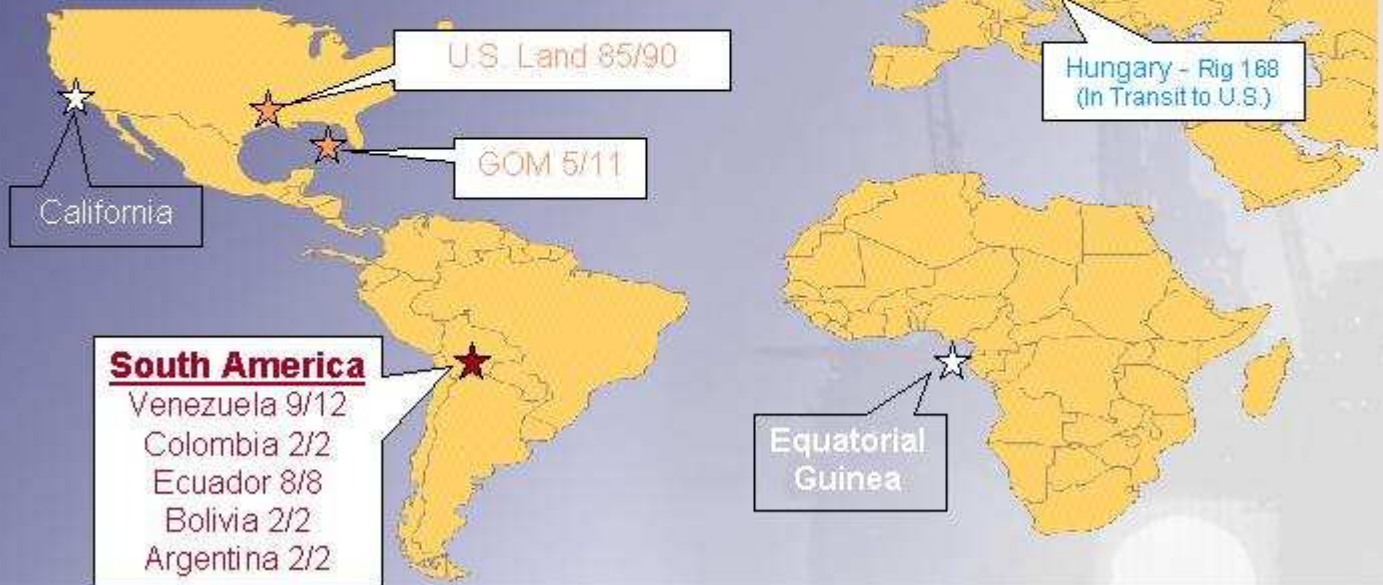 U.S. Land 85/90
Hungary - Rig 168
(In Transit to U.S.)
GOM 5/11
California
South America
Venezuela 9/12
Colombia 2/2
Ecuador 8/8
Bolivia 2/2
Argentina 2/2
Equatorial
Guinea